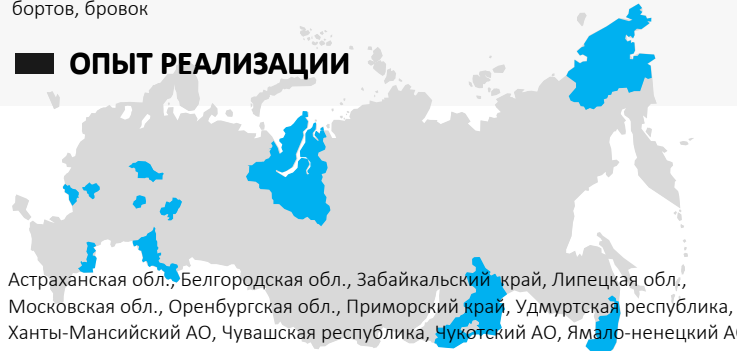 бортов, бровок
ОПЫТ РЕАЛИЗАЦИИ
Астраханская обл., Белгородская обл., Забайкальский край, Липецкая обл.,
Московская обл., Оренбургская обл., Приморский край, Удмуртская республика,
Ханты-Мансийский АО, Чувашская республика, Чукотский АО, Ямало-ненецкий АО